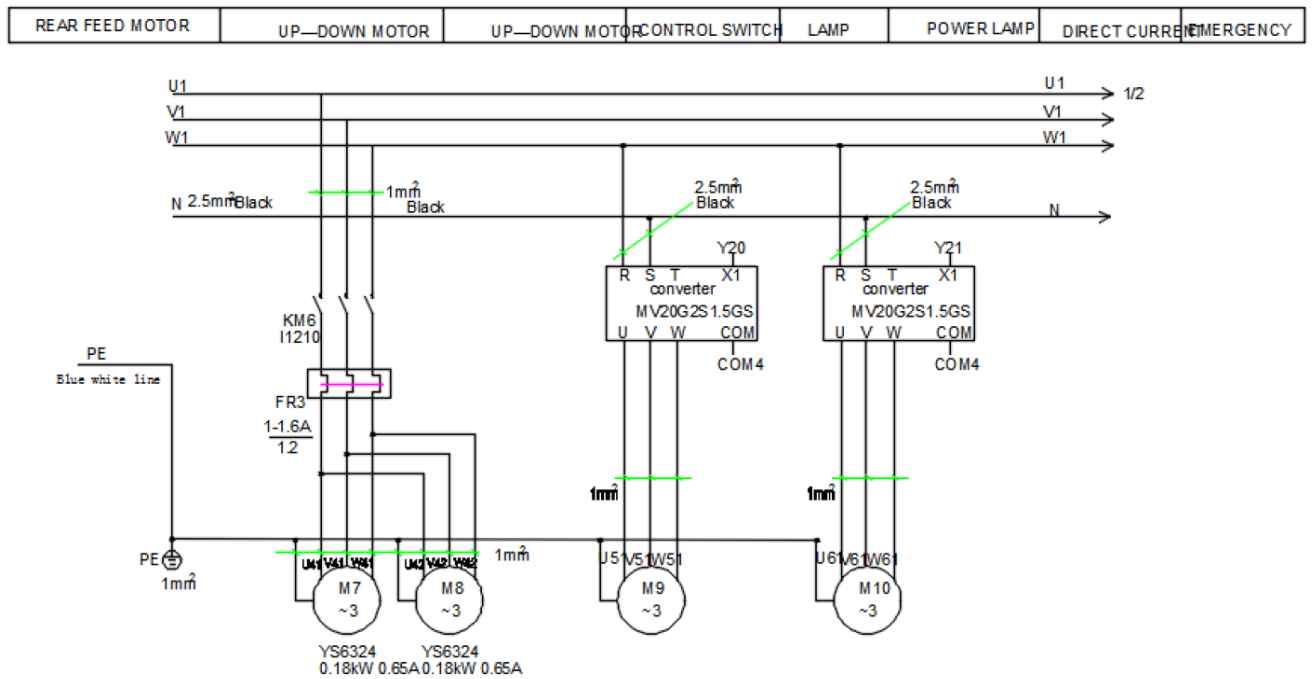 REAR FEED MOTOR
UP—DOWN MOTOR
UP—DOWN MOTOR
CONTROL SWITCH
LAMP
POWER LAMP
DIRECT CURRENT
EMERGENCY
U1
U1
1/2
V1
V1
W1
W1
N 2.5mm² Black
1mm²
Black
2.5mm²
Black
2.5mm²
Black
N
Y20
Y21
R S T X1
converter
MV20G2S1.5GS
U V W COM
COM4
R S T X1
converter
MV20G2S1.5GS
U V W COM
COM4
KM6
I1210
PE
Blue white line
FR3
1-1.6A
1.2
1mm²
1mm²
PE
1mm²
U41 V41 W41
U42 V42 W42
1mm²
U51 V51 W51
U61 V61 W61
M7
~3
M8
~3
M9
~3
M10
~3
YS6324
0.18kW 0.65A
YS6324
0.18kW 0.65A